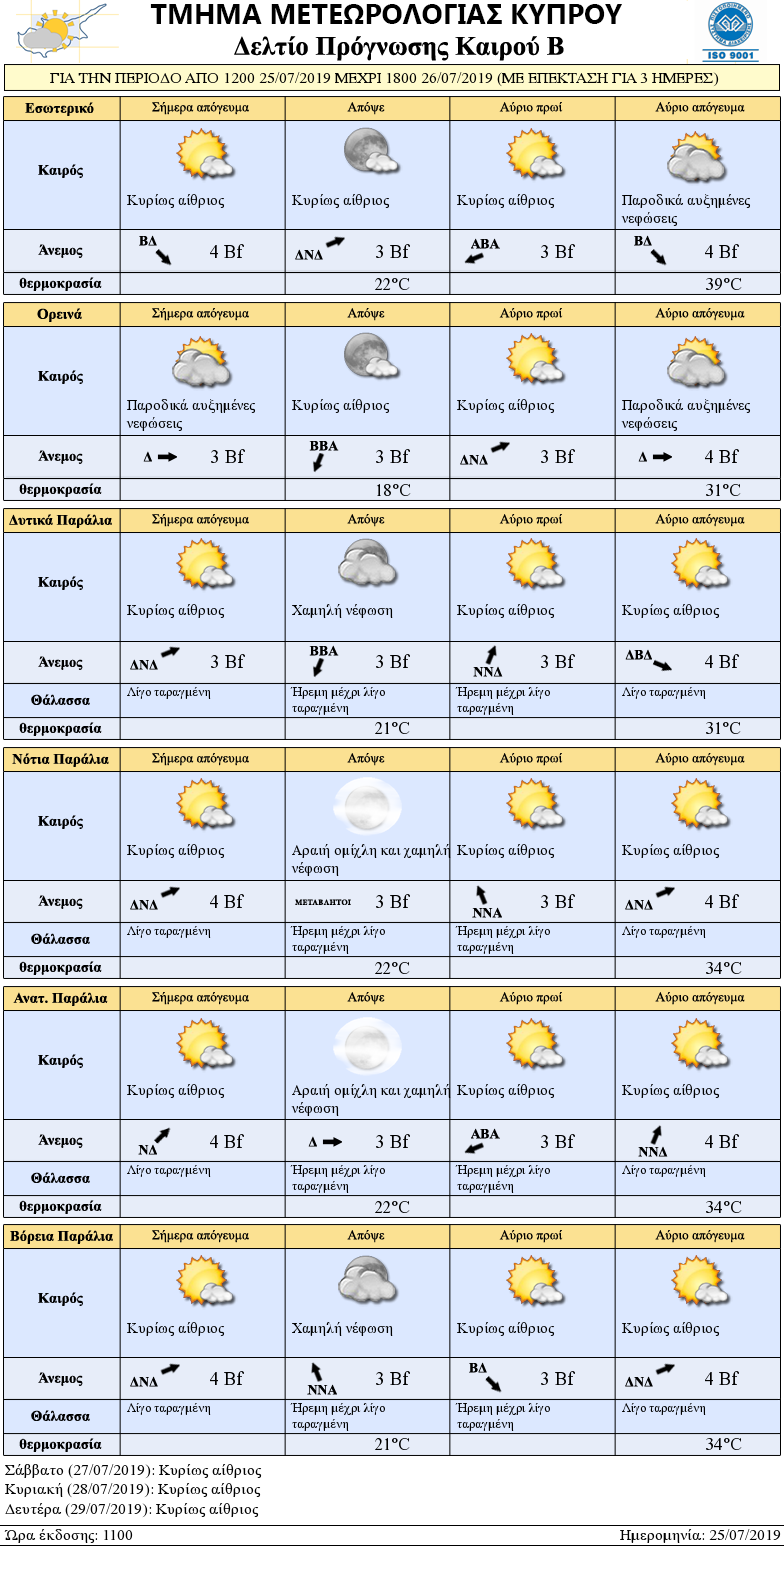 ΤΜΗΜΑ ΜΕΤΕΩΡΟΛΟΓΙΑΣ ΚΥΠΡΟΥ
Δελτίο Πρόγνωσης Καιρού Β
ISO 9001
ΓΙΑ ΤΗΝ ΠΕΡΙΟΔΟ ΑΠΟ 1200 25/07/2019 ΜΕΧΡΙ 1800 26/07/2019 (ΜΕ ΕΠΕΚΤΑΣΗ ΓΙΑ 3 ΗΜΕΡΕΣ)
Εσωτερικό Σήμερα απόγευμα Απόψε Αύριο πρωί Αύριο απόγευμα
Καιρός Κυρίως αίθριος Κυρίως αίθριος Κυρίως αίθριος Παροδικά αυξημένες
νεφώσεις
Άνεμος ΒΔ 4 Bf ΔΝΔ 3 Bf ΑΒΑ 3 Bf ΒΔ 4 Bf
θερμοκρασία 22°C 39°C
Ορεινά Σήμερα απόγευμα Απόψε Αύριο πρωί Αύριο απόγευμα
Καιρός Παροδικά αυξημένες Κυρίως αίθριος Κυρίως αίθριος Παροδικά αυξημένες
νεφώσεις νεφώσεις
Άνεμος Δ 3 Bf ΒΒΑ 3 Bf ΔΝΔ 3 Bf Δ 4 Bf
θερμοκρασία 18°C 31°C
Δυτικά Παράλια Σήμερα απόγευμα Απόψε Αύριο πρωί Αύριο απόγευμα
Καιρός Κυρίως αίθριος Χαμηλή νέφωση Κυρίως αίθριος Κυρίως αίθριος
Άνεμος ΔΝΔ 3 Bf ΒΒΑ 3 Bf ΝΝΔ 3 Bf ΔΒΔ 4 Bf
Θάλασσα Λίγο ταραγμένη Ήρεμη μέχρι λίγο Ήρεμη μέχρι λίγο Λίγο ταραγμένη
ταραγμένη ταραγμένη
θερμοκρασία 21°C 31°C
Νότια Παράλια Σήμερα απόγευμα Απόψε Αύριο πρωί Αύριο απόγευμα
Καιρός Κυρίως αίθριος Αραιή ομίχλη και χαμηλή Κυρίως αίθριος Κυρίως αίθριος
νέφωση
Άνεμος ΔΝΔ 4 Bf ΜΕΤΑΒΛΗΤΟΙ 3 Bf ΝΝΑ 3 Bf ΔΝΔ 4 Bf
Θάλασσα Λίγο ταραγμένη Ήρεμη μέχρι λίγο Ήρεμη μέχρι λίγο Λίγο ταραγμένη
ταραγμένη ταραγμένη
θερμοκρασία 22°C 34°C
Ανατ. Παράλια Σήμερα απόγευμα Απόψε Αύριο πρωί Αύριο απόγευμα
Καιρός Κυρίως αίθριος Αραιή ομίχλη και χαμηλή Κυρίως αίθριος Κυρίως αίθριος
νέφωση
Άνεμος ΝΔ 4 Bf Δ 3 Bf ΑΒΑ 3 Bf ΝΝΔ 4 Bf
Θάλασσα Λίγο ταραγμένη Ήρεμη μέχρι λίγο Ήρεμη μέχρι λίγο Λίγο ταραγμένη
ταραγμένη ταραγμένη
θερμοκρασία 22°C 34°C
Βόρεια Παράλια Σήμερα απόγευμα Απόψε Αύριο πρωί Αύριο απόγευμα
Καιρός Κυρίως αίθριος Χαμηλή νέφωση Κυρίως αίθριος Κυρίως αίθριος
Άνεμος ΔΝΔ 4 Bf ΝΝΑ 3 Bf ΒΔ 3 Bf ΔΝΔ 4 Bf
Θάλασσα Λίγο ταραγμένη Ήρεμη μέχρι λίγο Ήρεμη μέχρι λίγο Λίγο ταραγμένη
ταραγμένη ταραγμένη
θερμοκρασία 21°C 34°C
Σάββατο (27/07/2019): Κυρίως αίθριος
Κυριακή (28/07/2019): Κυρίως αίθριος
Δευτέρα (29/07/2019): Κυρίως αίθριος
Ώρα έκδοσης: 1100 Ημερομηνία: 25/07/2019